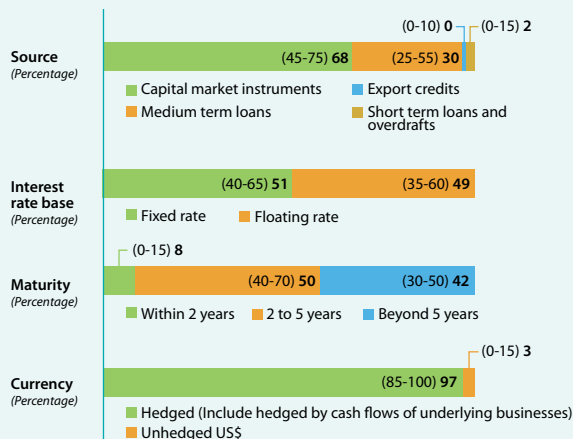 (0-10) 0 (0-15) 2
Source
(Percentage)
(45-75) 68 (25-55) 30
Capital market instruments Export credits
Medium term loans Short term loans and
overdrafts
Interest
rate base
(Percentage)
(40-65) 51 (35-60) 49
Fixed rate Floating rate
(0-15) 8
Maturity
(Percentage)
(40-70) 50 (30-50) 42
Within 2 years 2 to 5 years Beyond 5 years
(0-15) 3
Currency
(Percentage)
(85-100) 97
Hedged (Include hedged by cash flows of underlying businesses)
Unhedged US$